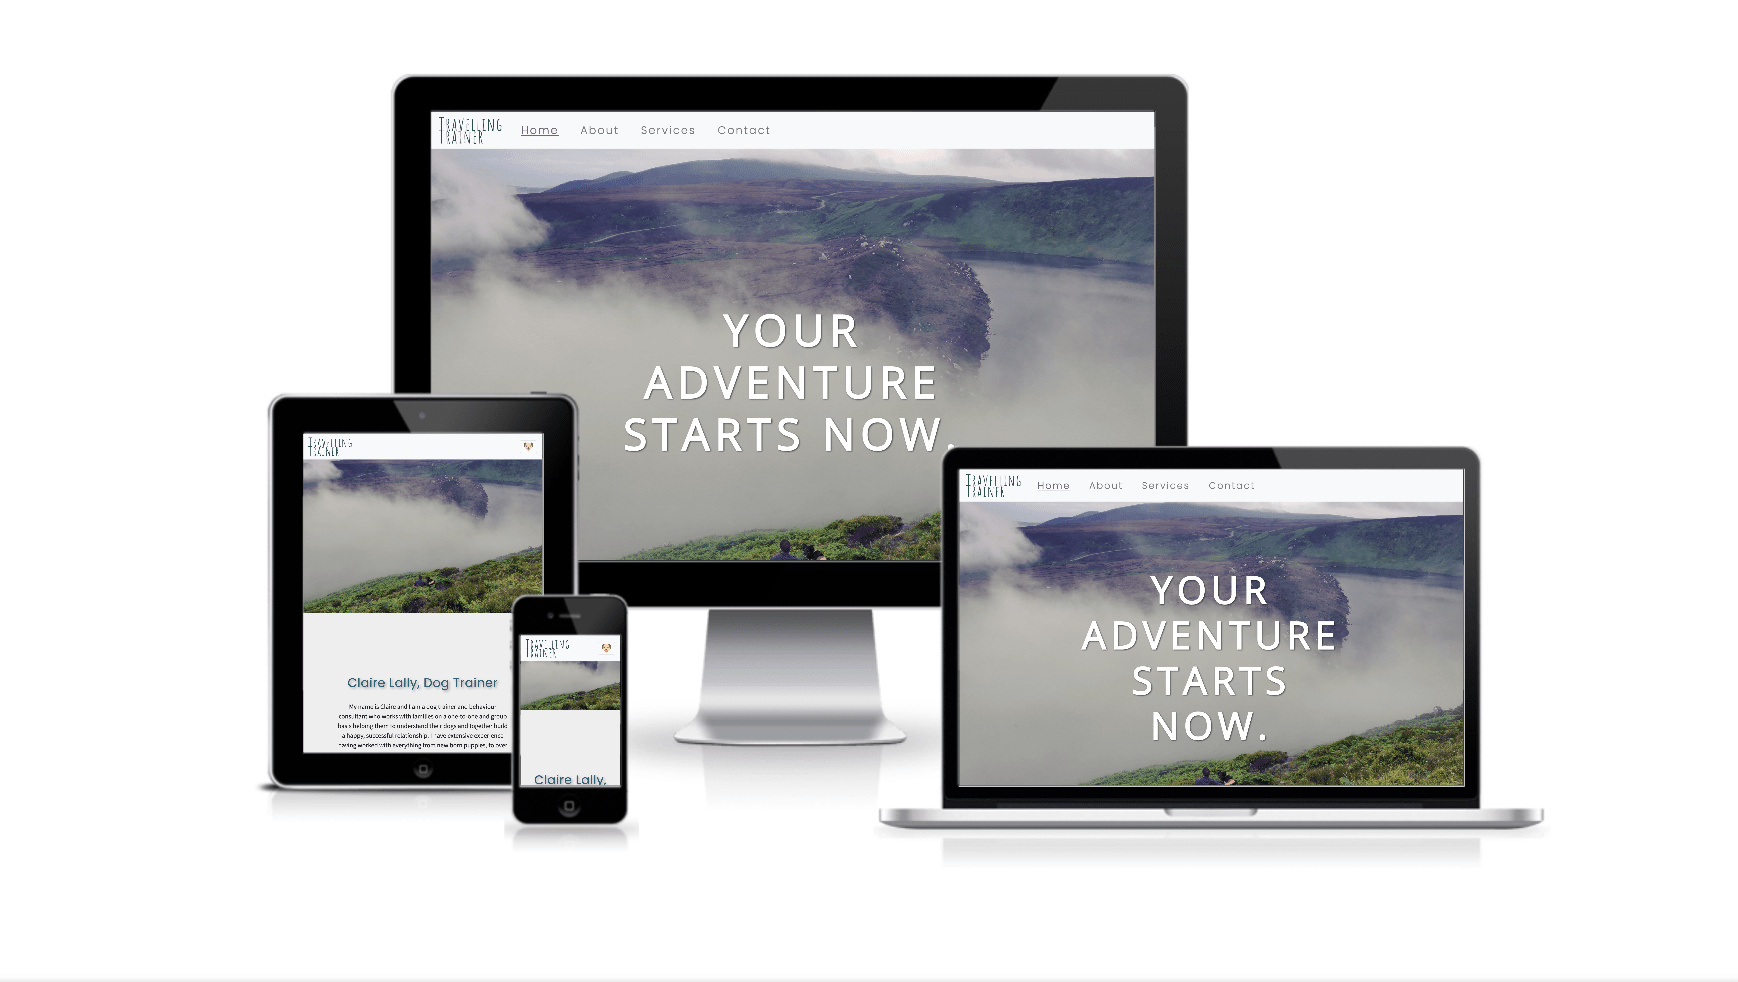 TRAVELLING
TRAINER
Home About Services Contact
YOUR
ADVENTURE
STARTS NOW.
TRAVELLING
TRAINER
Claire Lally, Dog Trainer
My name is Claire and I am a dog trainer and behaviour
consultant who works with families on a one-to-one and group
basis helping them to understand their dogs and together build
a happy, successful relationship. I have extensive experience
having worked with everything from new born puppies, to over
TRAVELLING
TRAINER
Claire Lally,
TRAVELLING
TRAINER
Home About Services Contact
YOUR
ADVENTURE
STARTS
NOW.